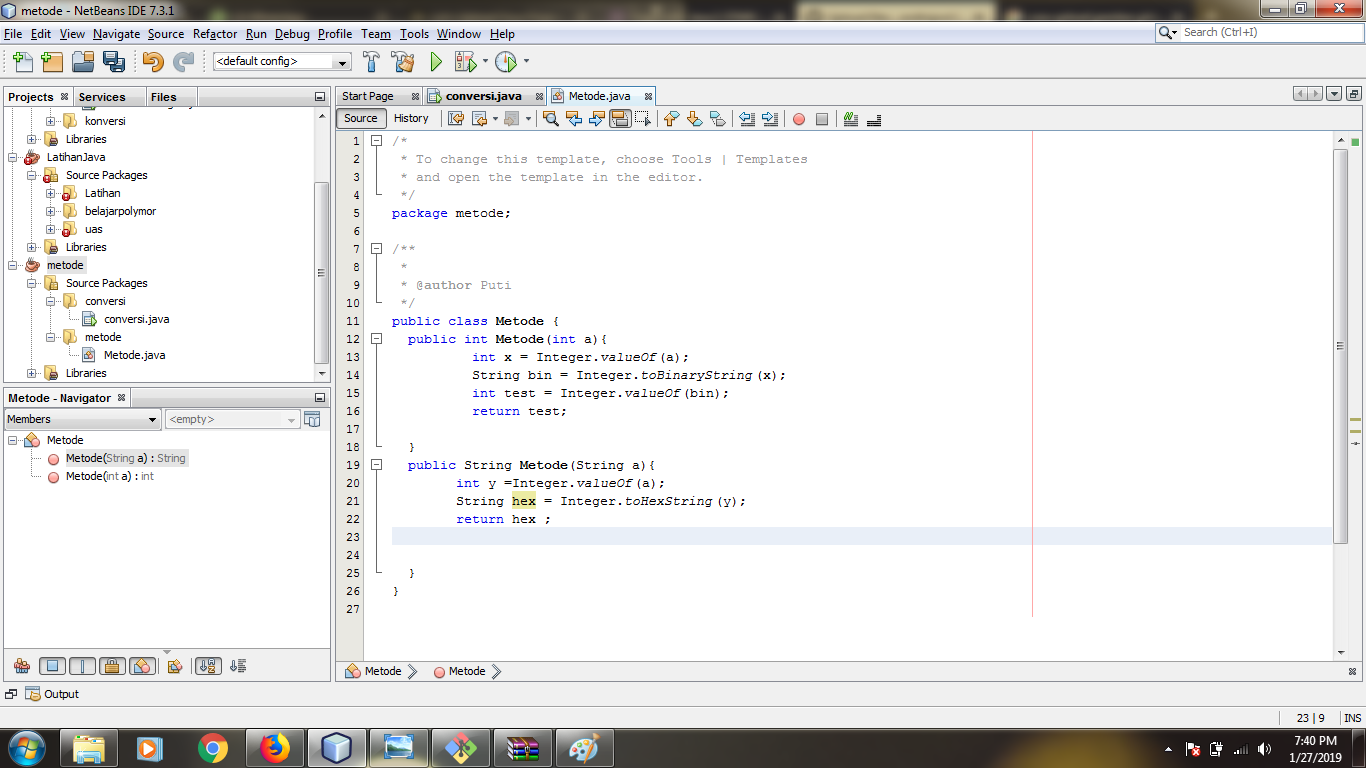 metode - NetBeans IDE 7.3.1
File Edit View Navigate Source Refactor Run Debug Profile Team Tools Window Help
Search (Ctrl+I)
<default config>
Projects Services Files
konversi
Libraries
LatihanJava
Source Packages
Latihan
belajarpolymor
uas
Libraries
metode
Source Packages
conversi
conversi.java
metode
Metode.java
Libraries
Metode - Navigator
Members <empty>
Metode
Metode(String a) : String
Metode(int a) : int
Output
Start Page conversi.java Metode.java
Source History
1 /*
2 * To change this template, choose Tools | Templates
3 * and open the template in the editor.
4 */
5 package metode;
6
7 /**
8 *
9 * @author Puti
10 */
11 public class Metode {
12 public int Metode(int a){
13 int x = Integer.valueOf(a);
14 String bin = Integer.toBinaryString(x);
15 int test = Integer.valueOf(bin);
16 return test;
17
18 }
19 public String Metode(String a){
20 int y =Integer.valueOf(a);
21 String hex = Integer.toHexString(y);
22 return hex ;
23
24
25 }
26 }
27
Metode Metode
23 | 9 INS
7:40 PM
1/27/2019